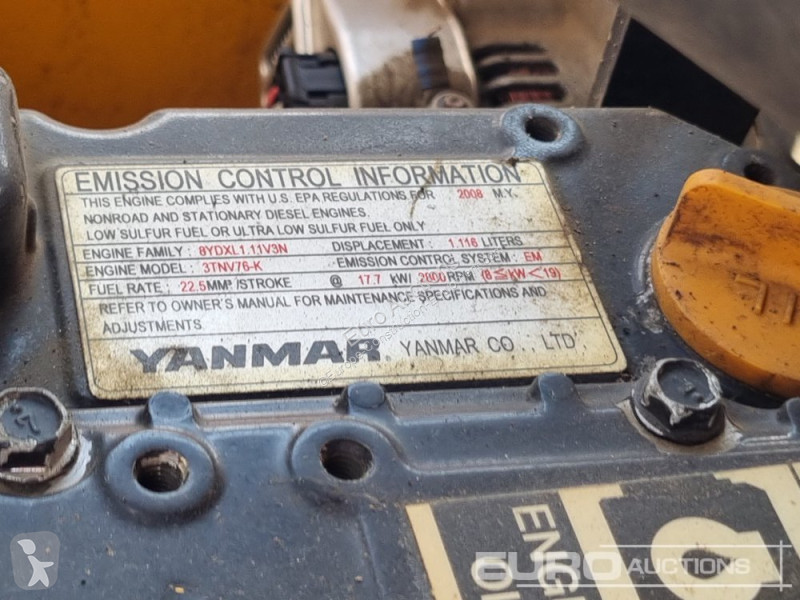 EMISSION CONTROL INFORMATION
THIS ENGINE COMPLIES WITH U.S. EPA REGULATIONS FOR 2008 M.Y.
NONROAD AND STATIONARY DIESEL ENGINES.
LOW SULFUR FUEL OR ULTRA LOW SULFUR FUEL ONLY
ENGINE FAMILY : 8YDXL1.11V3N DISPLACEMENT : 1.116 LITERS
ENGINE MODEL : 3TNV76-K EMISSION CONTROL SYSTEM : EM
FUEL RATE : 22.5MM³/STROKE @ 17.7 kW/ 2800RPM (8≦kW<19)
REFER TO OWNER'S MANUAL FOR MAINTENANCE SPECIFICATIONS AND
ADJUSTMENTS
YANMAR YANMAR CO., LTD
7
ENGI
OI
EURO AUCTIONS